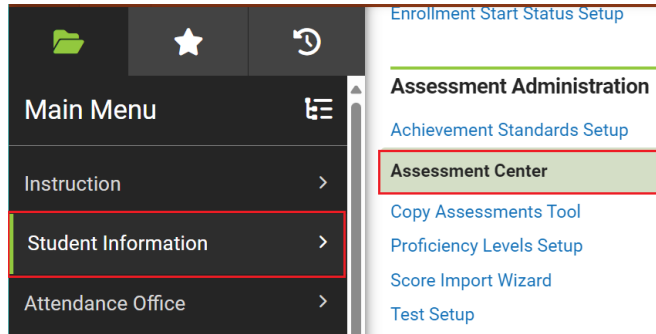 Main Menu
Instruction
Student Information
Attendance Office
Enrollment Start Status Setup
Assessment Administration
Achievement Standards Setup
Assessment Center
Copy Assessments Tool
Proficiency Levels Setup
Score Import Wizard
Test Setup